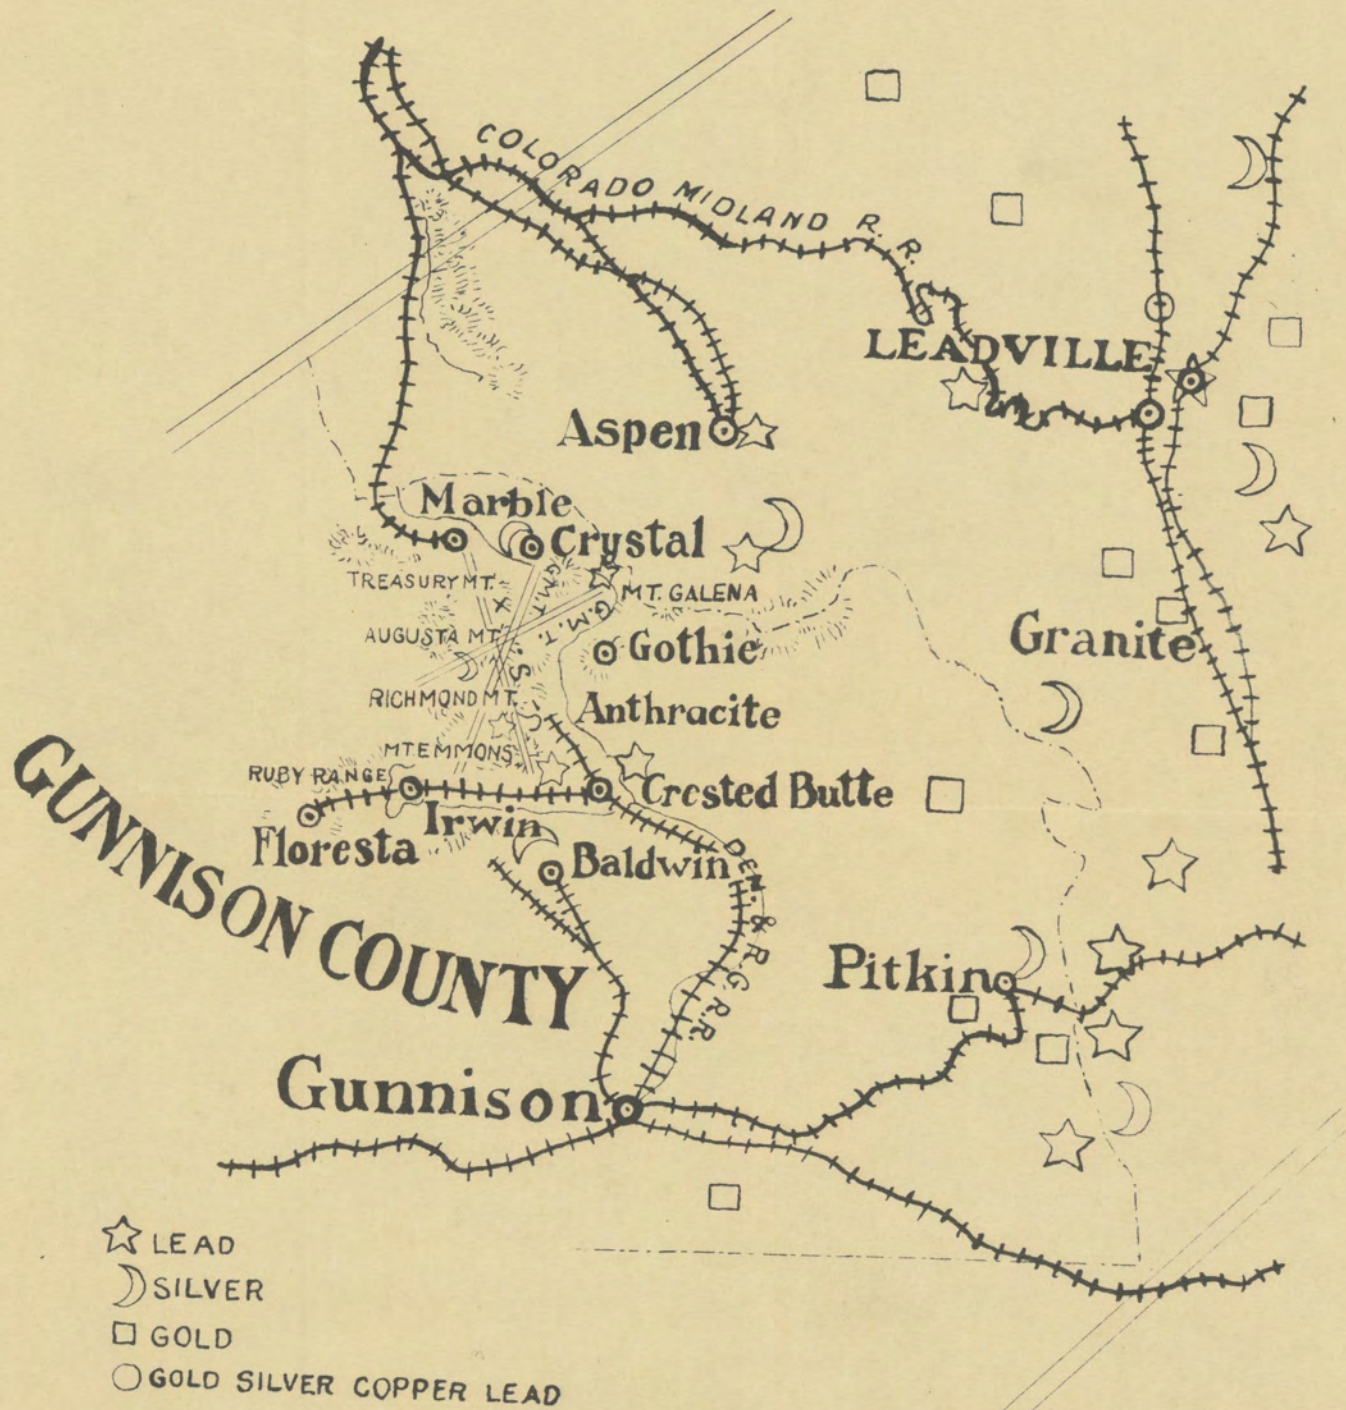 COLORADO MIDLAND R. R.
LEADVILLE
Aspen
Marble
Crystal
TREASURY MT.
G.M.T.
MT. GALENA
G.M.T.
AUGUSTA MT.
Gothic
Granite
S.
RICHMOND MT.
Anthracite
MT. EMMONS.
RUBY RANGE
Crested Butte
Irwin
Floresta
Baldwin
GUNNISON COUNTY
DEN. & R. G. R.R.
Pitkin
Gunnison
LEAD
SILVER
GOLD
GOLD SILVER COPPER LEAD